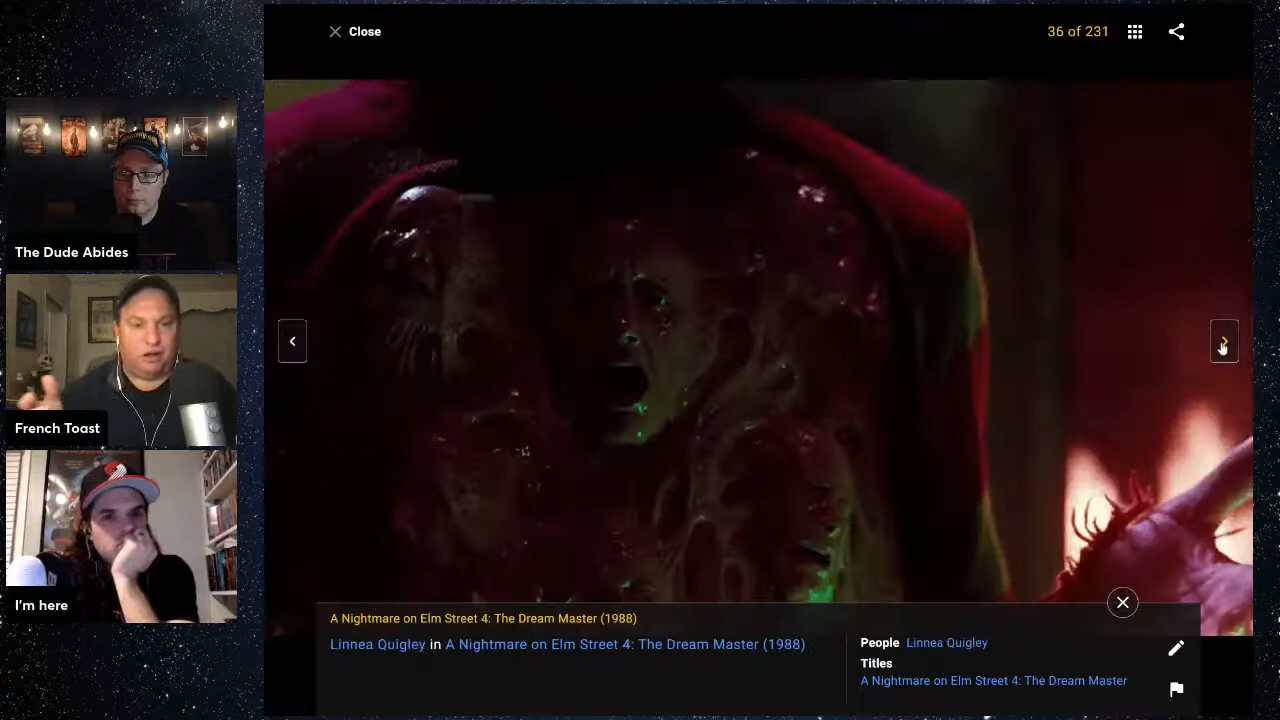 Close
36 of 231
The Dude Abides
French Toast
I'm here
A Nightmare on Elm Street 4: The Dream Master (1988)
Linnea Quigley in A Nightmare on Elm Street 4: The Dream Master (1988)
People Linnea Quigley
Titles
A Nightmare on Elm Street 4: The Dream Master